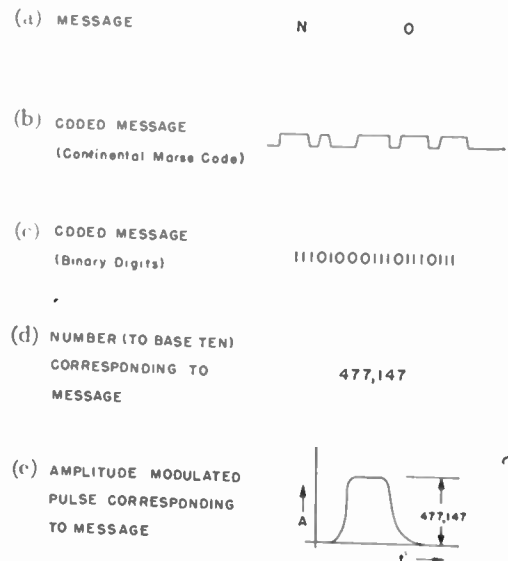 (a) MESSAGE N O
(b) CODED MESSAGE
(Continental Morse Code)
(c) CODED MESSAGE
(Binary Digits) 1110100011101110111
(d) NUMBER (TO BASE TEN)
CORRESPONDING TO 477,147
MESSAGE
(e) AMPLITUDE MODULATED
PULSE CORRESPONDING
TO MESSAGE
A 477,147
t